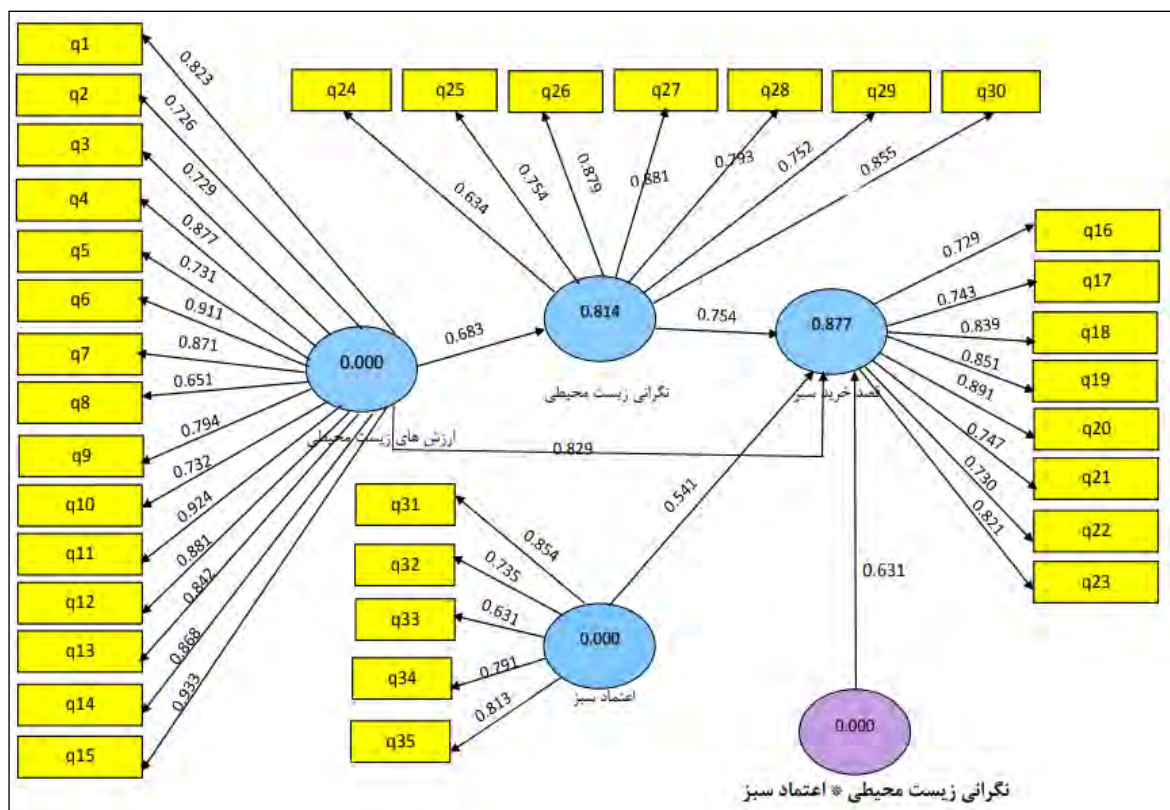 q1
0.823
q2
0.726
q3
0.729
q4
0.877
q5
0.731
q6
0.911
q7
0.871
q8
0.651
q9
0.794
q10
0.732
q11
0.924
q12
0.881
q13
0.842
q14
0.868
q15
0.933
0.000
ارزش های زیست محیطی
0.683
0.829
q24
q25
q26
q27
q28
q29
q30
0.634
0.754
0.879
0.881
0.793
0.752
0.855
0.814
نگرانی زیست محیطی
0.754
0.877
قصد خرید سبز
q16
0.729
q17
0.743
q18
0.839
q19
0.851
q20
0.891
q21
0.747
q22
0.730
q23
0.821
q31
0.854
q32
0.735
q33
0.631
q34
0.791
q35
0.813
0.000
اعتماد سبز
0.541
0.631
0.000
نگرانی زیست محیطی * اعتماد سبز